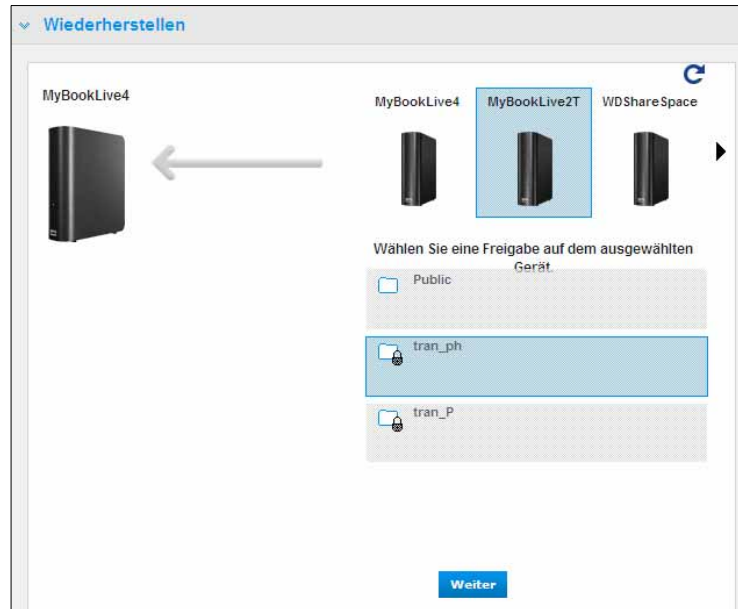 Wiederherstellen
MyBookLive4
MyBookLive4 MyBookLive2T WDShareSpace
Wählen Sie eine Freigabe auf dem ausgewählten
Gerät.
Public
tran_ph
tran_P
Weiter